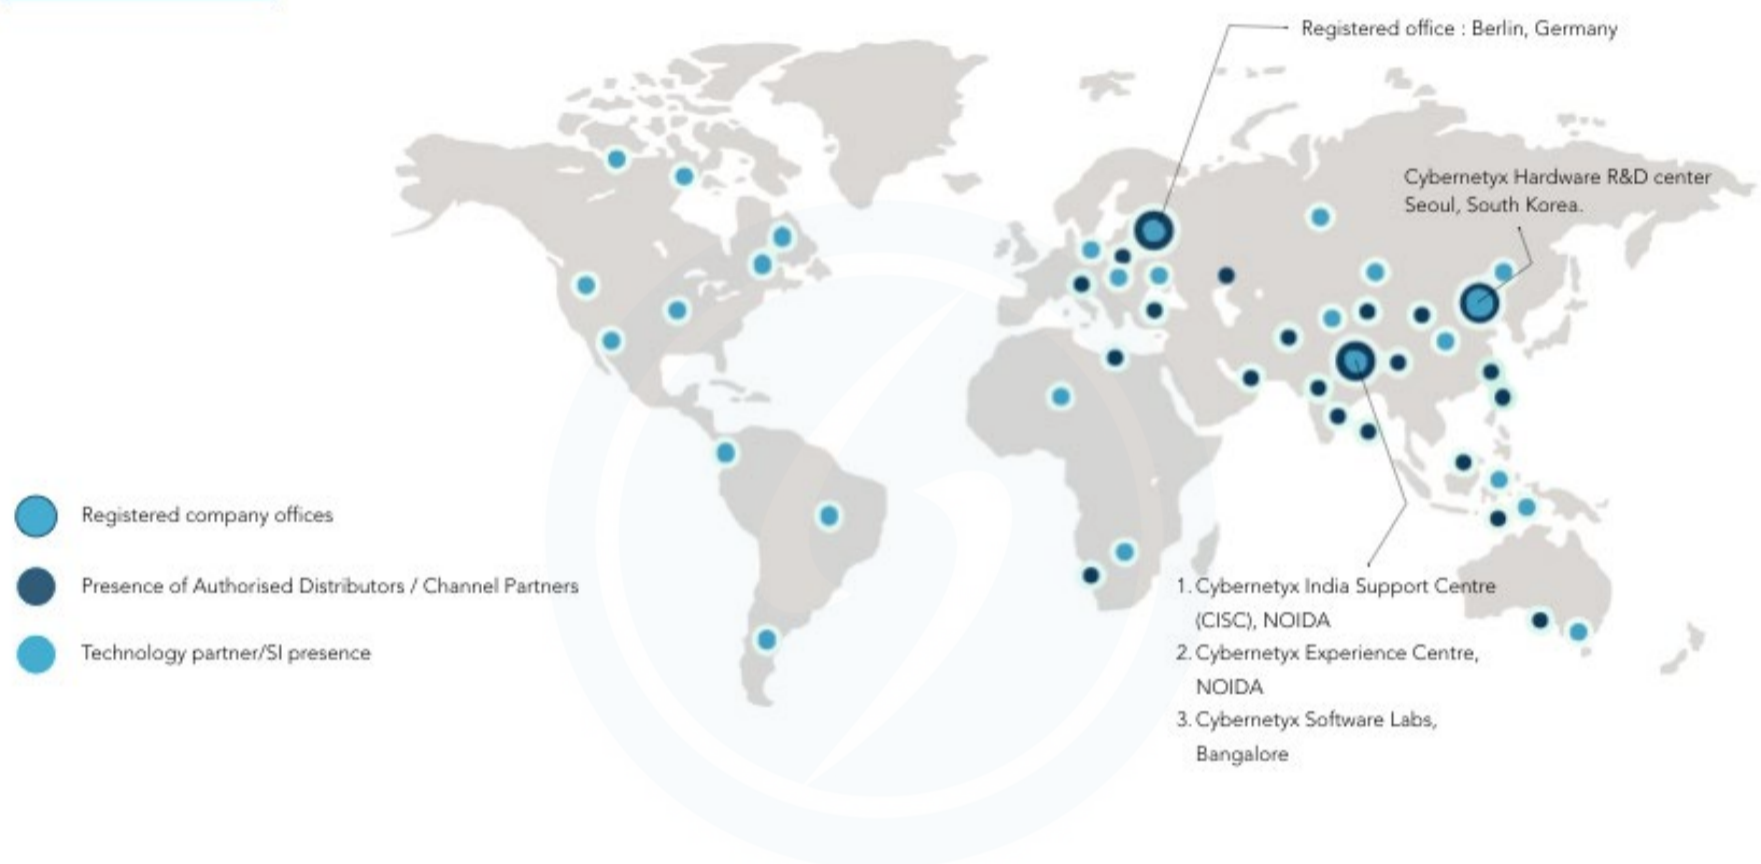 Registered office : Berlin, Germany
Cybernetyx Hardware R&D center
Seoul, South Korea.
Registered company offices
Presence of Authorised Distributors / Channel Partners
Technology partner/SI presence
1. Cybernetyx India Support Centre
(CISC), NOIDA
2. Cybernetyx Experience Centre,
NOIDA
3. Cybernetyx Software Labs,
Bangalore